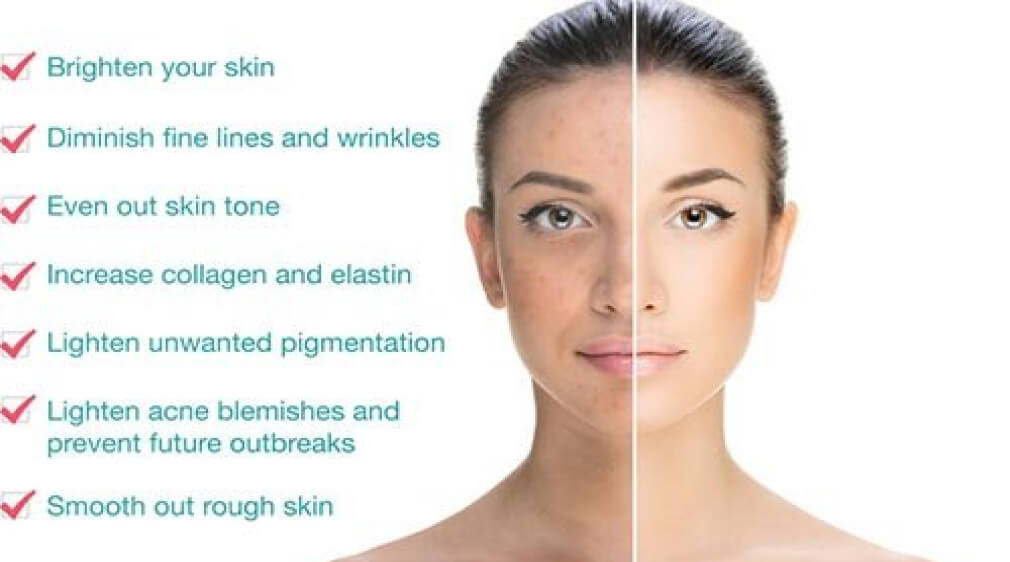 Brighten your skin
Diminish fine lines and wrinkles
Even out skin tone
Increase collagen and elastin
Lighten unwanted pigmentation
Lighten acne blemishes and
prevent future outbreaks
Smooth out rough skin